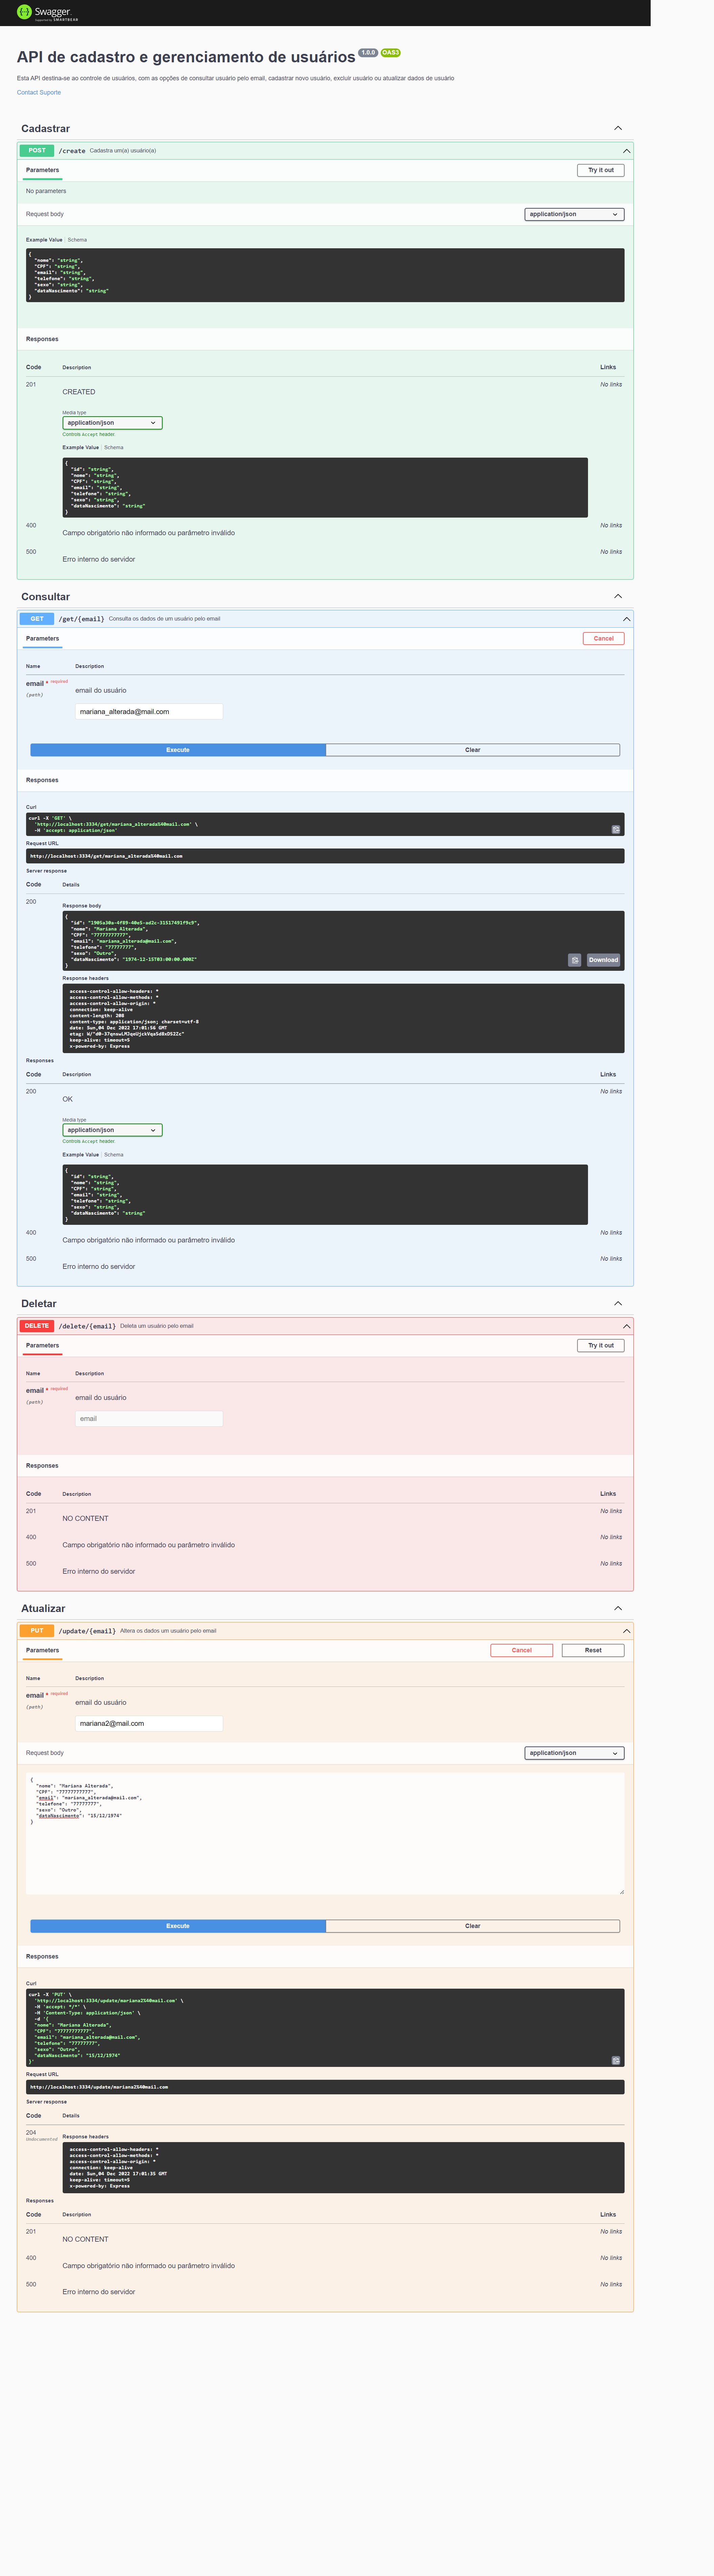 Swagger.
Supported by SMARTBEAR
API de cadastro e gerenciamento de usuários 1.0.0 OAS3
Esta API destina-se ao controle de usuários, com as opções de consultar usuário pelo email, cadastrar novo usuário, excluir usuário ou atualizar dados de usuário
Contact Suporte
Cadastrar
POST /create Cadastra um(a) usuário(a)
Parameters Try it out
No parameters
Request body application/json
Example Value Schema
{
"nome": "string",
"CPF": "string",
"email": "string",
"telefone": "string",
"sexo": "string",
"dataNascimento": "string"
}
Responses
Code Description Links
201 No links
CREATED
Media type
application/json
Controls Accept header.
Example Value Schema
{
"id": "string",
"nome": "string",
"CPF": "string",
"email": "string",
"telefone": "string",
"sexo": "string",
"dataNascimento": "string"
}
400 No links
Campo obrigatório não informado ou parâmetro inválido
500 No links
Erro interno do servidor
Consultar
GET /get/{email} Consulta os dados de um usuário pelo email
Parameters Cancel
Name Description
email * required
(path)
email do usuário
mariana_alterada@mail.com
Execute Clear
Responses
Curl
curl -X 'GET' \
'http://localhost:3334/get/mariana_alterada%40mail.com' \
-H 'accept: application/json'
Request URL
http://localhost:3334/get/mariana_alterada%40mail.com
Server response
Code Details
200
Response body
{
"nome": "Mariana Alterada",
"CPF": "77777777777",
"email": "mariana_alterada@mail.com",
"telefone": "77777777",
"sexo": "Outro",
"dataNascimento": "1974-12-15T03:00:00.000Z"
}
Download
Response headers
access-control-allow-headers: *
access-control-allow-methods: *
access-control-allow-origin: *
connection: keep-alive
content-length: 208
content-type: application/json; charset=utf-8
date: Sun,04 Dec 2022 17:01:56 GMT
keep-alive: timeout=5
x-powered-by: Express
Responses
Code Description Links
200 No links
OK
Media type
application/json
Controls Accept header.
Example Value Schema
{
"id": "string",
"nome": "string",
"CPF": "string",
"email": "string",
"telefone": "string",
"sexo": "string",
"dataNascimento": "string"
}
400 No links
Campo obrigatório não informado ou parâmetro inválido
500 No links
Erro interno do servidor
Deletar
DELETE /delete/{email} Deleta um usuário pelo email
Parameters Try it out
Name Description
email * required
(path)
email do usuário
email
Responses
Code Description Links
201 No links
NO CONTENT
400 No links
Campo obrigatório não informado ou parâmetro inválido
500 No links
Erro interno do servidor
Atualizar
PUT /update/{email} Altera os dados um usuário pelo email
Parameters Cancel Reset
Name Description
email * required
(path)
email do usuário
mariana2@mail.com
Request body application/json
{
"nome": "Mariana Alterada",
"CPF": "77777777777",
"email": "mariana_alterada@mail.com",
"telefone": "77777777",
"sexo": "Outro",
"dataNascimento": "15/12/1974"
}
Execute Clear
Responses
Curl
curl -X 'PUT' \
'http://localhost:3334/update/mariana2%40mail.com' \
-H 'accept: */*' \
-H 'Content-Type: application/json' \
-d '{
"nome": "Mariana Alterada",
"CPF": "77777777777",
"email": "mariana_alterada@mail.com",
"telefone": "77777777",
"sexo": "Outro",
"dataNascimento": "15/12/1974"
}'
Request URL
http://localhost:3334/update/mariana2%40mail.com
Server response
Code Details
204
Undocumented
Response headers
access-control-allow-headers: *
access-control-allow-methods: *
access-control-allow-origin: *
connection: keep-alive
date: Sun,04 Dec 2022 17:01:35 GMT
keep-alive: timeout=5
x-powered-by: Express
Responses
Code Description Links
201 No links
NO CONTENT
400 No links
Campo obrigatório não informado ou parâmetro inválido
500 No links
Erro interno do servidor